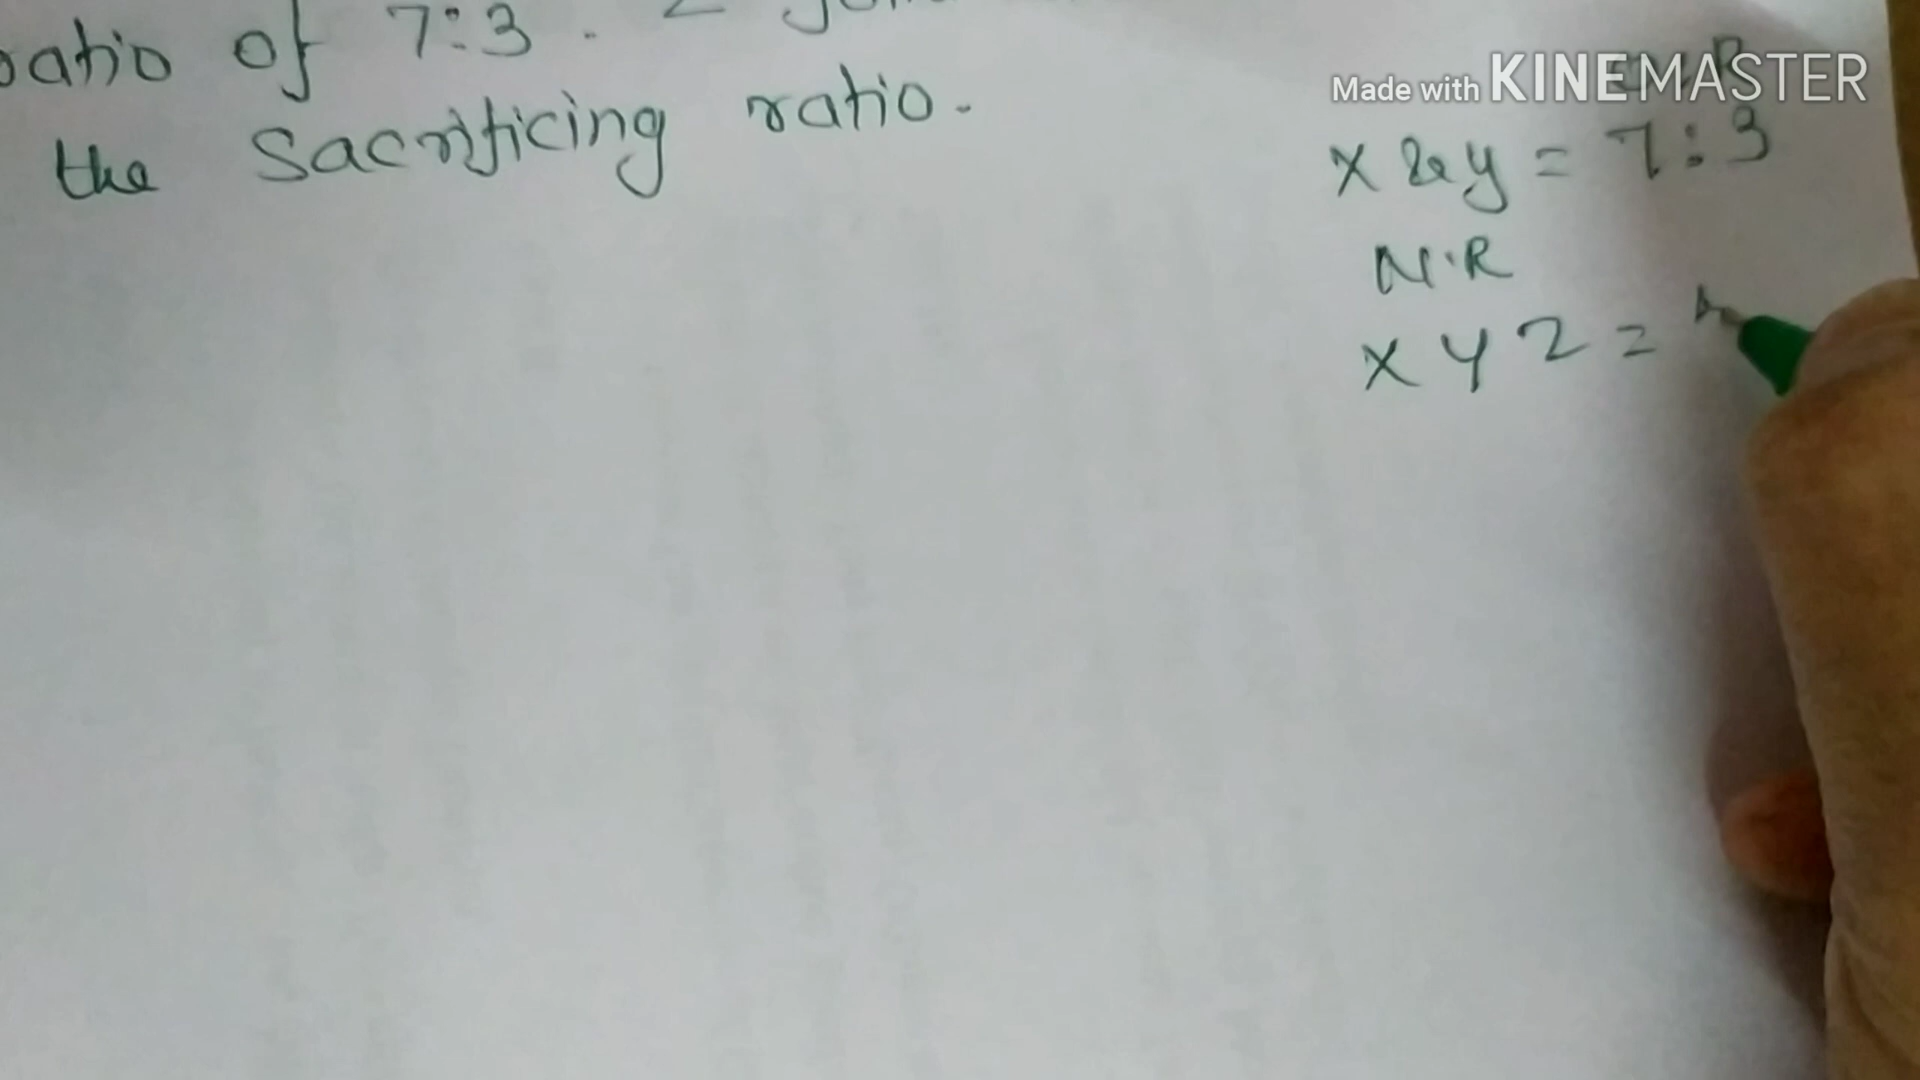 ratio of 7:3. Z
the Sacrificing ratio.
Made with KINEMASTER
X & y = 7:3
N.R
X y Z =